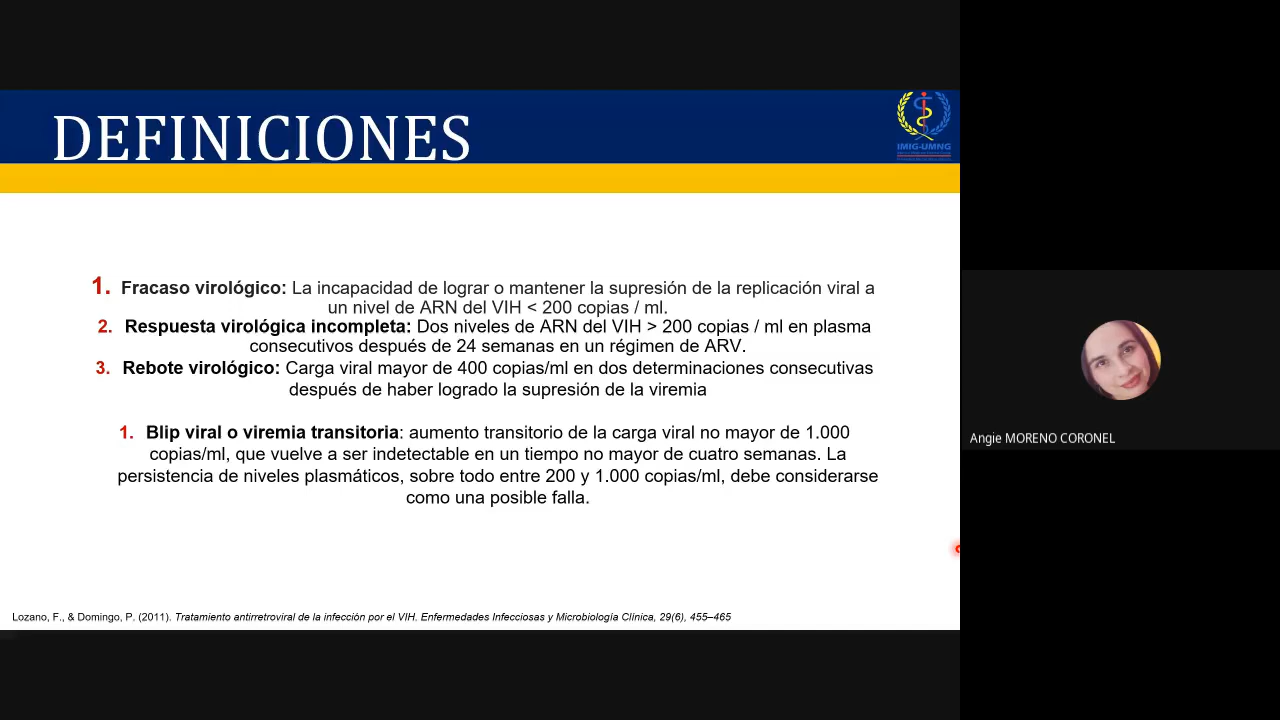 DEFINICIONES
IMIG-UMNG
1. Fracaso virológico: La incapacidad de lograr o mantener la supresión de la replicación viral a
un nivel de ARN del VIH < 200 copias / ml.
2. Respuesta virológica incompleta: Dos niveles de ARN del VIH > 200 copias / ml en plasma
consecutivos después de 24 semanas en un régimen de ARV.
3. Rebote virológico: Carga viral mayor de 400 copias/ml en dos determinaciones consecutivas
después de haber logrado la supresión de la viremia
1. Blip viral o viremia transitoria: aumento transitorio de la carga viral no mayor de 1.000
copias/ml, que vuelve a ser indetectable en un tiempo no mayor de cuatro semanas. La
persistencia de niveles plasmáticos, sobre todo entre 200 y 1.000 copias/ml, debe considerarse
como una posible falla.
Lozano, F., & Domingo, P. (2011). Tratamiento antirretroviral de la infección por el VIH. Enfermedades Infecciosas y Microbiología Clínica, 29(6), 455–465
Angie MORENO CORONEL